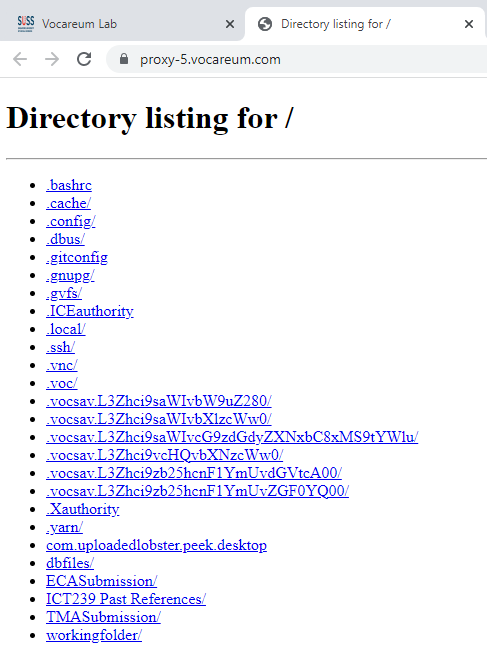 SUSS Vocareum Lab
Directory listing for /
proxy-5.vocareum.com
Directory listing for /
.bashrc
.cache/
.config/
.dbus/
.gitconfig
.gnupg/
.gvfs/
.ICEauthority
.local/
.ssh/
.vnc/
.voc/
.vocsav.L3Zhci9saWIvbW9uZ280/
.vocsav.L3Zhci9saWIvbXlzcWw0/
.vocsav.L3Zhci9saWIvcG9zdGdyZXNxbC8xMS9tYWlu/
.vocsav.L3Zhci9vcHQvbXNzcWw0/
.vocsav.L3Zhci9zb25hcnF1YmUvdGVtcA00/
.vocsav.L3Zhci9zb25hcnF1YmUvZGF0YQ00/
.Xauthority
.yarn/
com.uploadedlobster.peek.desktop
dbfiles/
ECASubmission/
ICT239 Past References/
TMASubmission/
workingfolder/